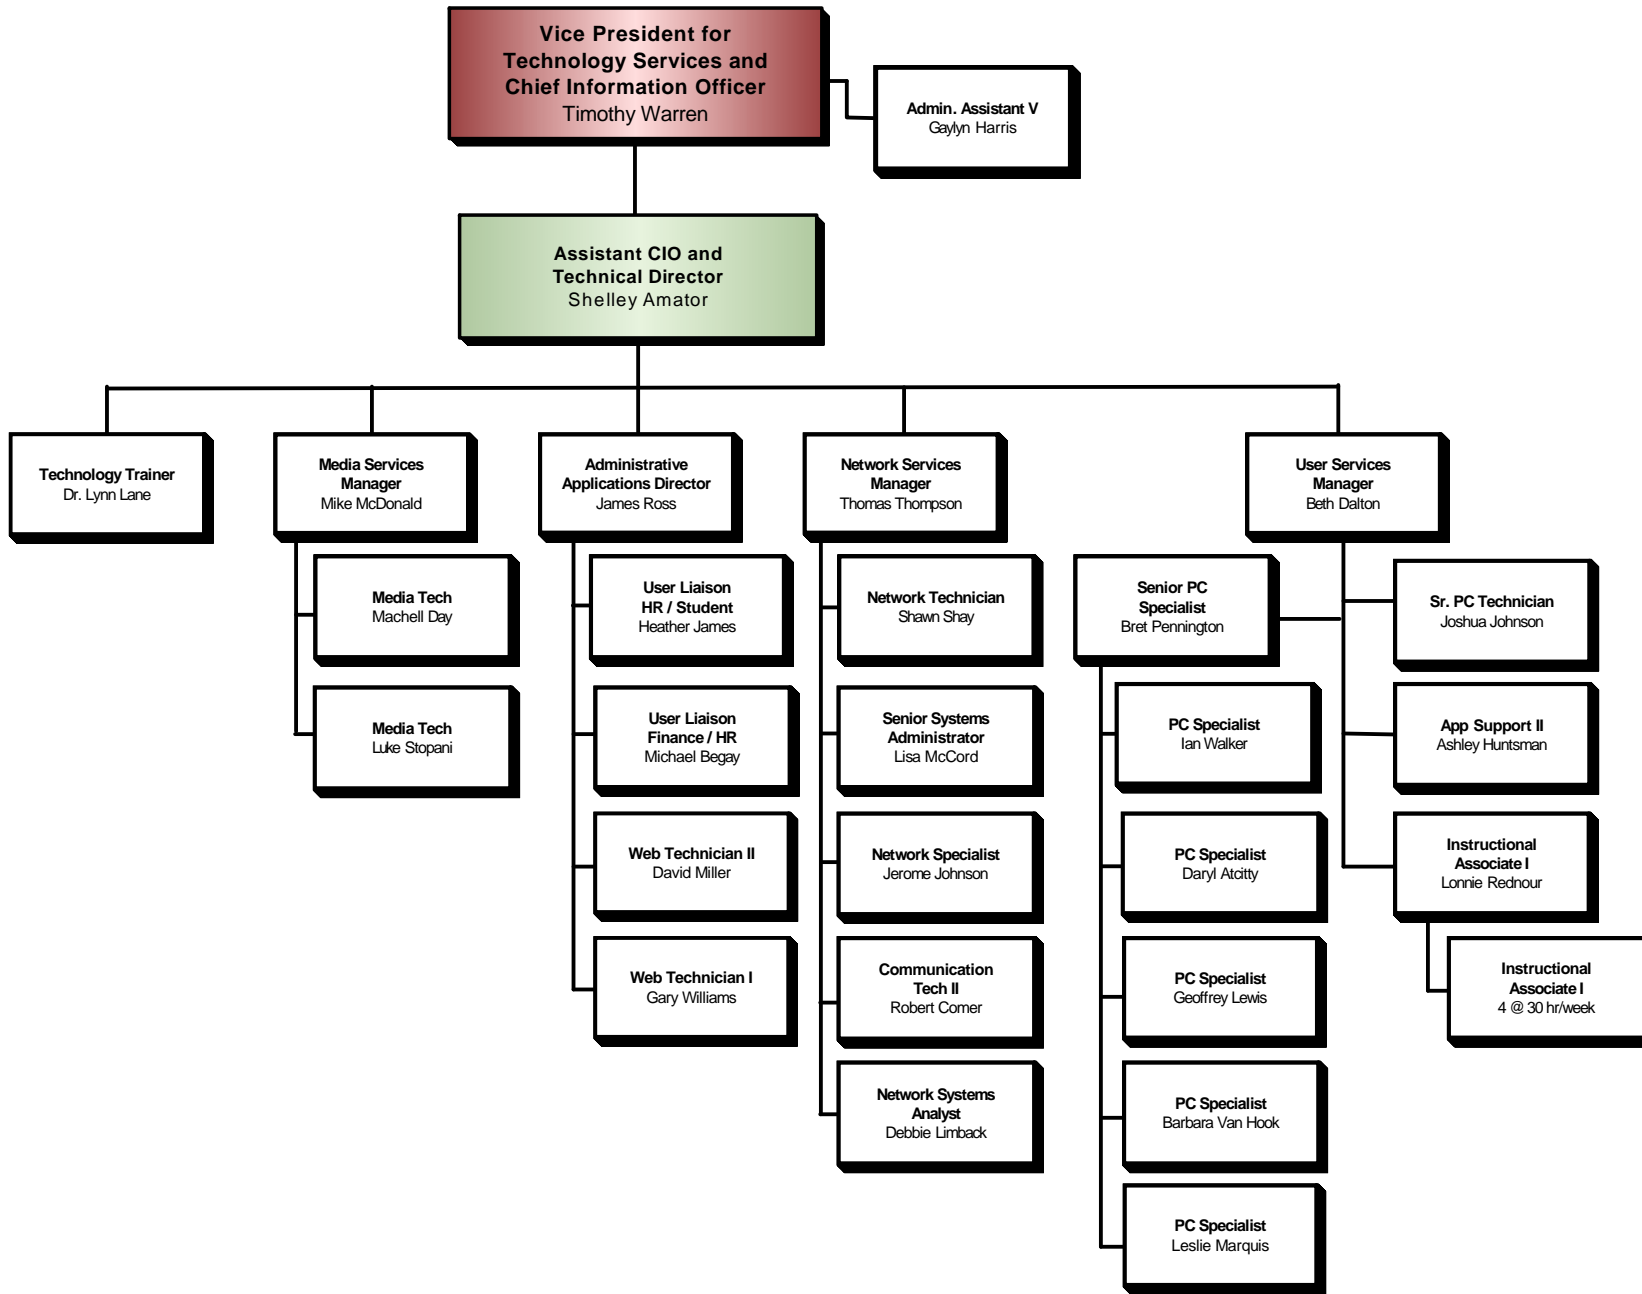 Vice President for
Technology Services and
Chief Information Officer
Timothy Warren
Admin. Assistant V
Gaylyn Harris
Assistant CIO and
Technical Director
Shelley Amator
Technology Trainer
Dr. Lynn Lane
Media Services
Manager
Mike McDonald
Administrative
Applications Director
James Ross
Network Services
Manager
Thomas Thompson
User Services
Manager
Beth Dalton
Media Tech
Machell Day
Media Tech
Luke Stopani
User Liaison
HR / Student
Heather James
User Liaison
Finance / HR
Michael Begay
Web Technician II
David Miller
Web Technician I
Gary Williams
Network Technician
Shawn Shay
Senior Systems
Administrator
Lisa McCord
Network Specialist
Jerome Johnson
Communication
Tech II
Robert Comer
Network Systems
Analyst
Debbie Limback
Senior PC
Specialist
Bret Pennington
PC Specialist
Ian Walker
PC Specialist
Daryl Atcitty
PC Specialist
Geoffrey Lewis
PC Specialist
Barbara Van Hook
PC Specialist
Leslie Marquis
Sr. PC Technician
Joshua Johnson
App Support II
Ashley Huntsman
Instructional
Associate I
Lonnie Rednour
Instructional
Associate I
4 @ 30 hr/week